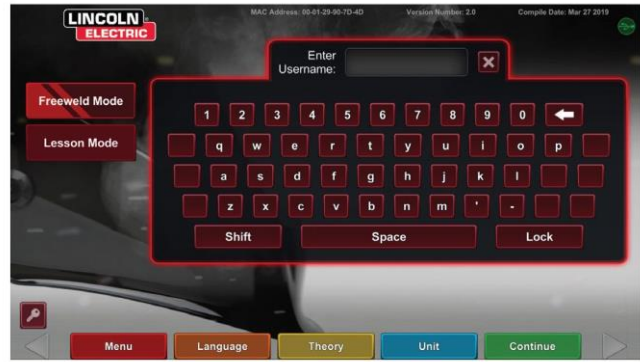 LINCOLN
ELECTRIC
MAC Address: 00-01-29-90-7D-4D Version Number: 2.0 Compile Date: Mar 27 2019
Enter
Username:
Freeweld Mode
Lesson Mode
1 2 3 4 5 6 7 8 9 0
q w e r t y u i o p
a s d f g h j k l
z x c v b n m ' -
Shift Space Lock
Menu Language Theory Unit Continue